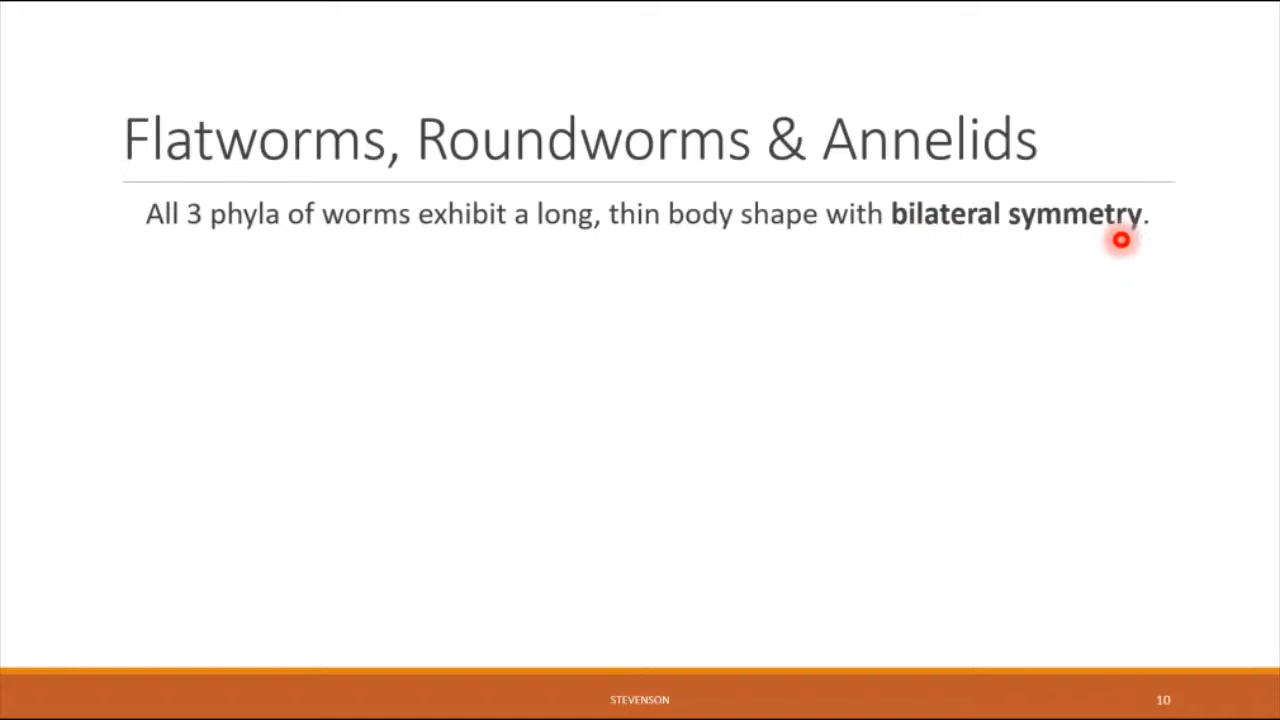 Flatworms, Roundworms & Annelids
All 3 phyla of worms exhibit a long, thin body shape with bilateral symmetry.
STEVENSON
10